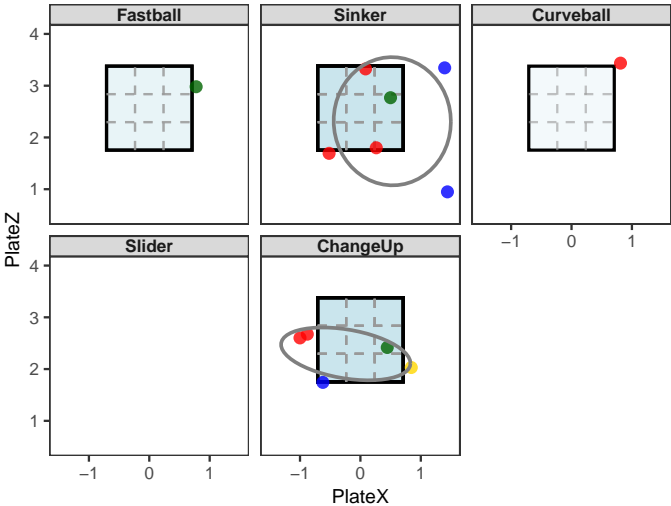 Fastball Sinker Curveball
4
3
2
1
−1 0 1
PlateZ
Slider ChangeUp
4
3
2
1
−1 0 1 −1 0 1
PlateX